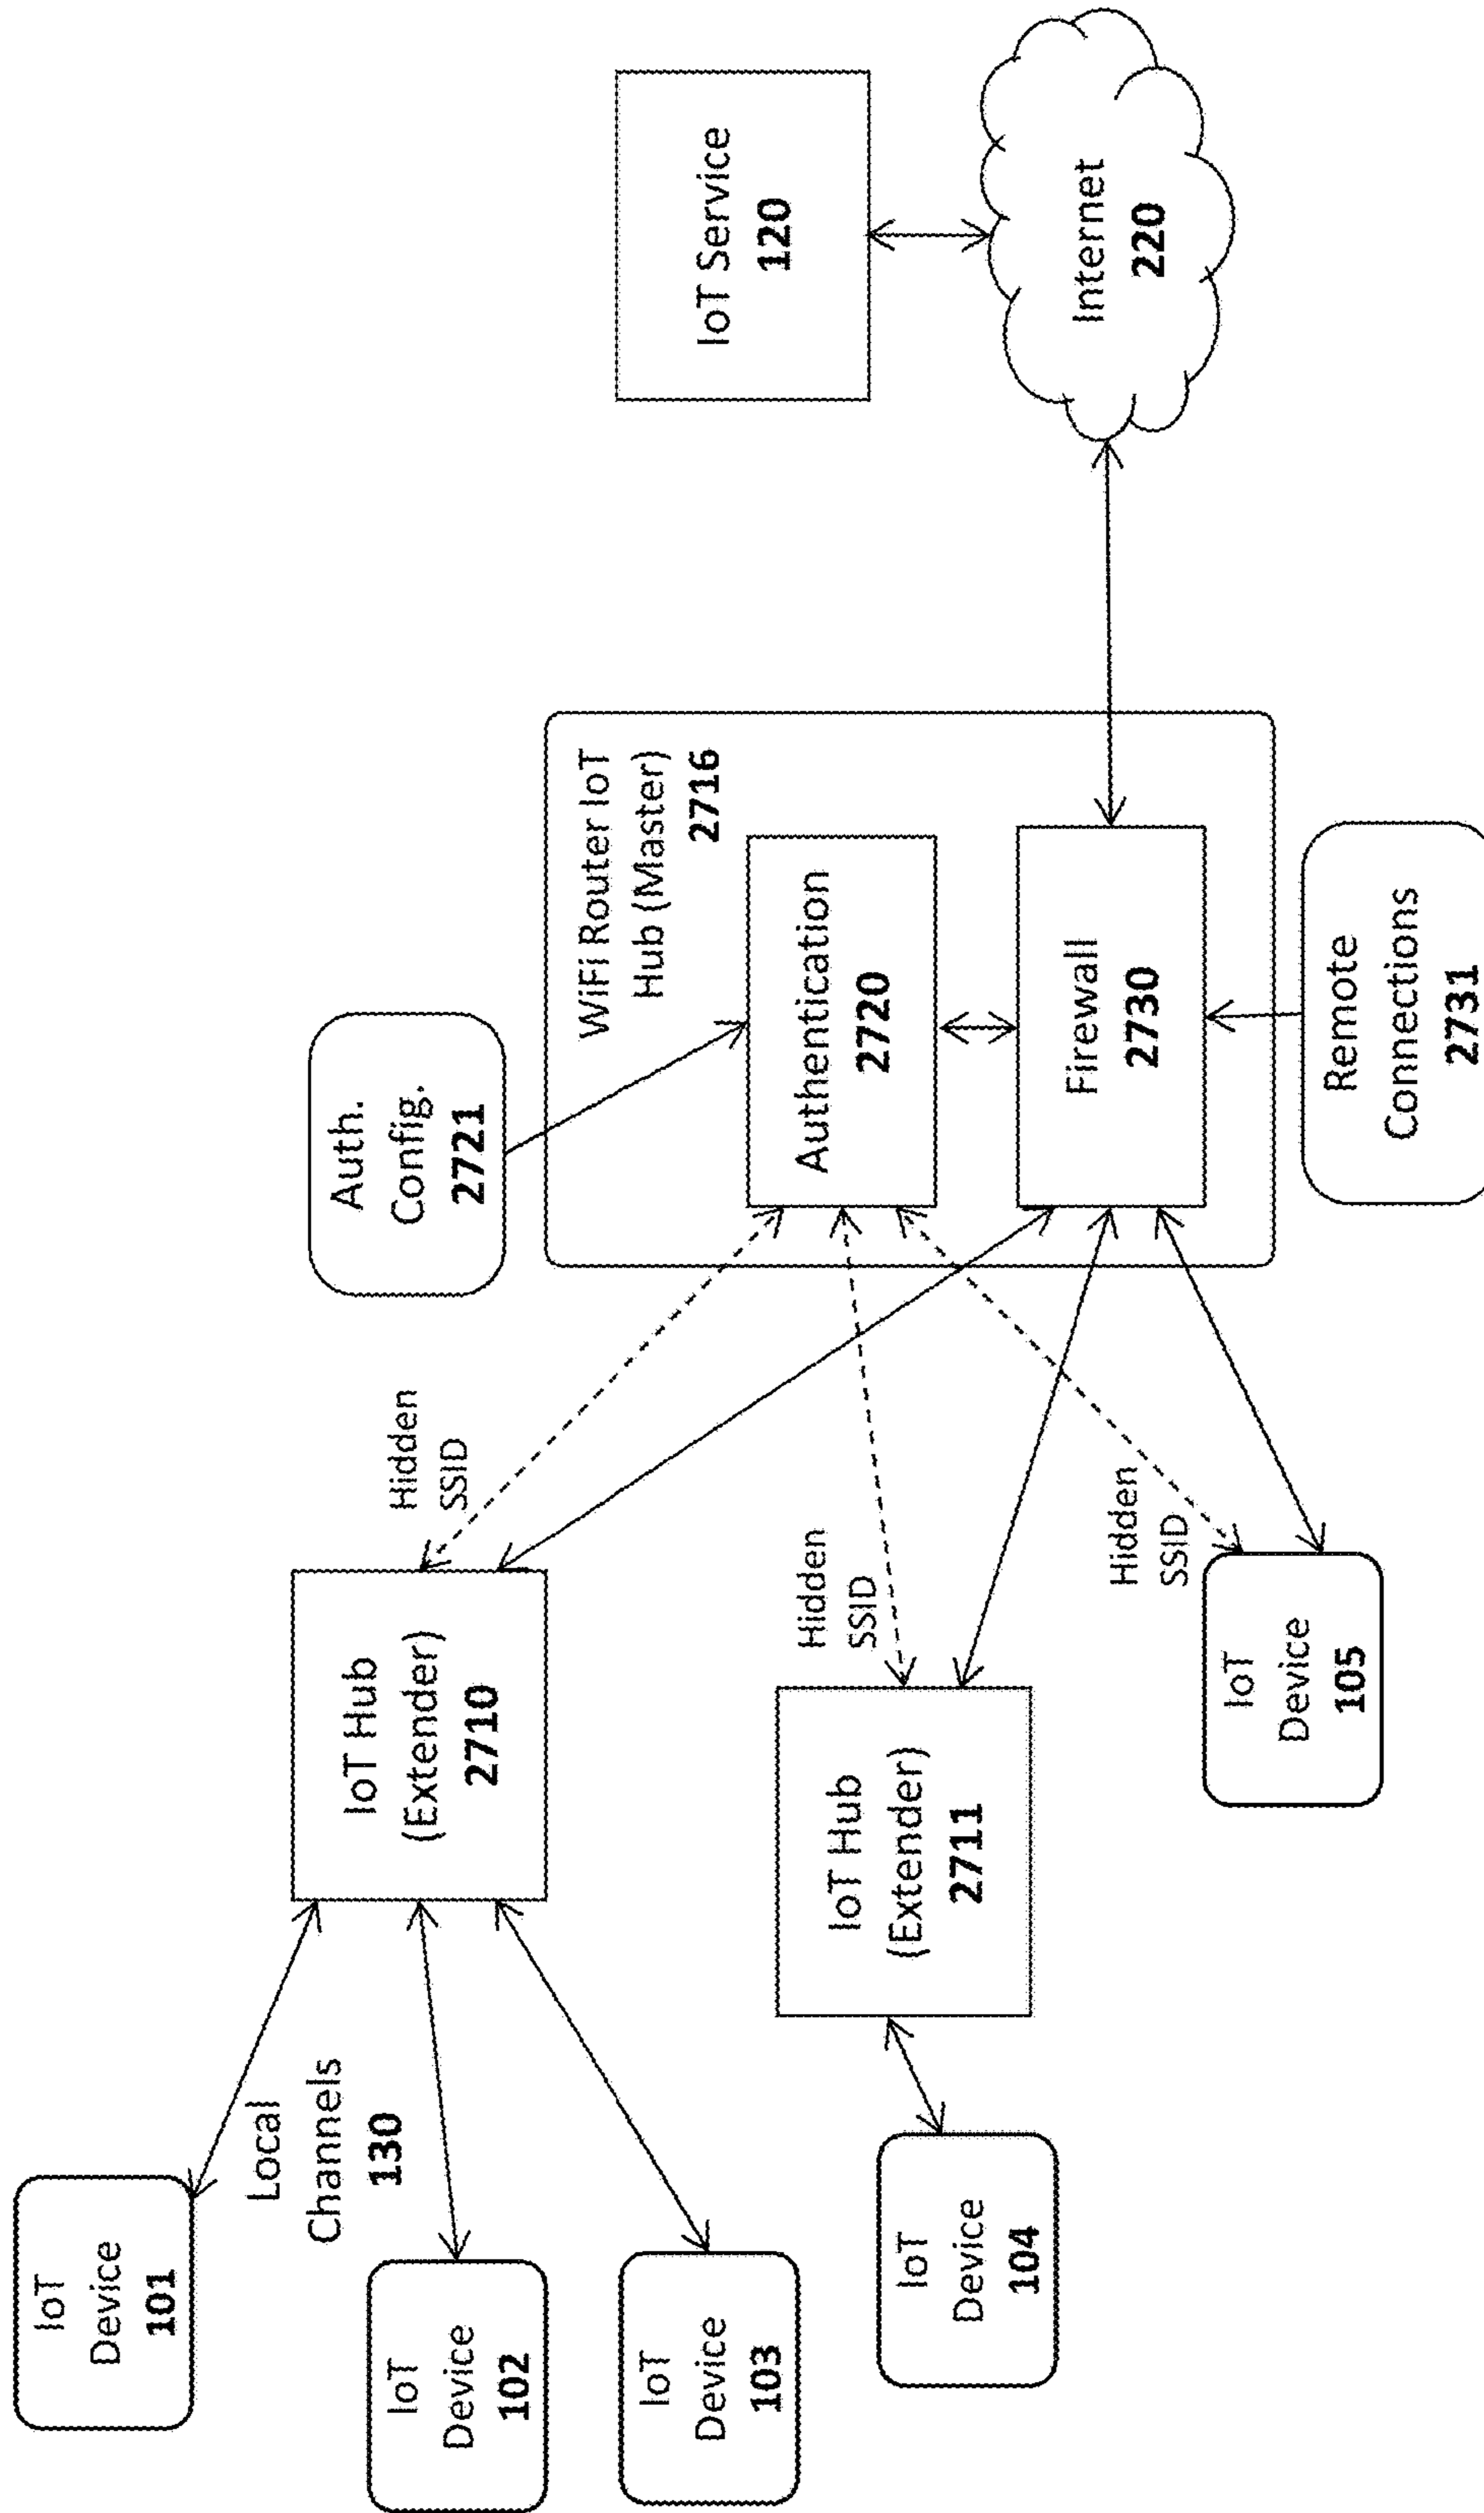 IoT
Device
101
IoT
Device
102
IoT
Device
103
IoT
Device
104
IoT
Device
105
Local
Channels
130
IoT Hub
(Extender)
2710
IoT Hub
(Extender)
2711
Hidden
SSID
Hidden
SSID
Hidden
SSID
Auth.
Config.
2721
WiFi Router IoT
Hub (Master)
2716
Authentication
2720
Firewall
2730
Remote
Connections
2731
IoT Service
120
Internet
220